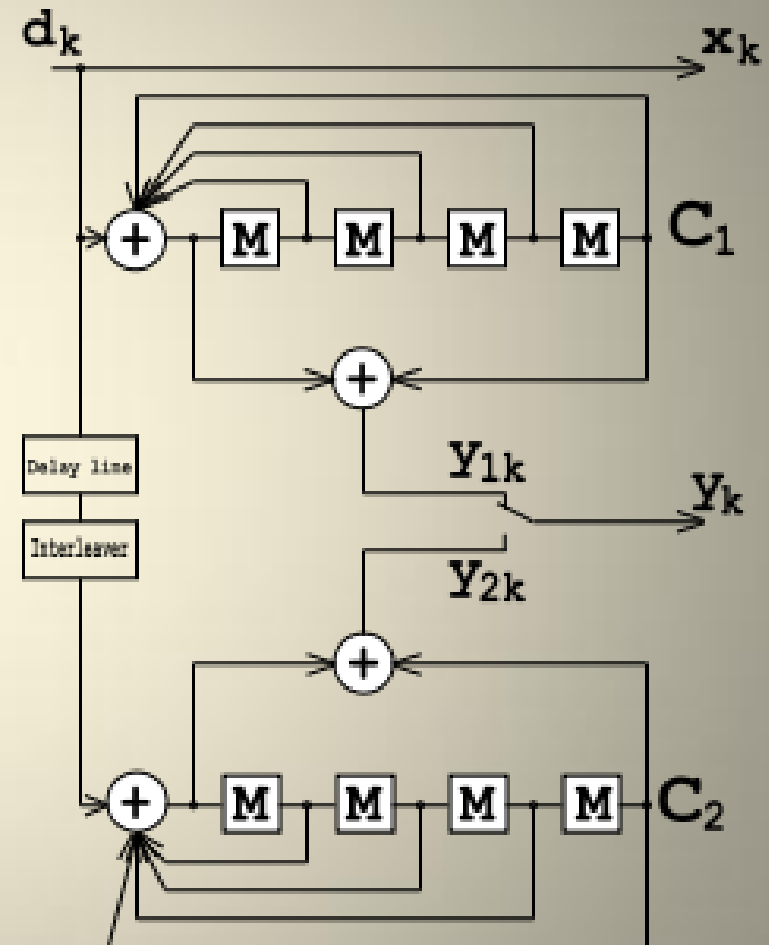 d_k x_k
+ M M M M C_1
+
Delay line
y_1k
y_k
Interleaver
y_2k
+
+ M M M M C_2